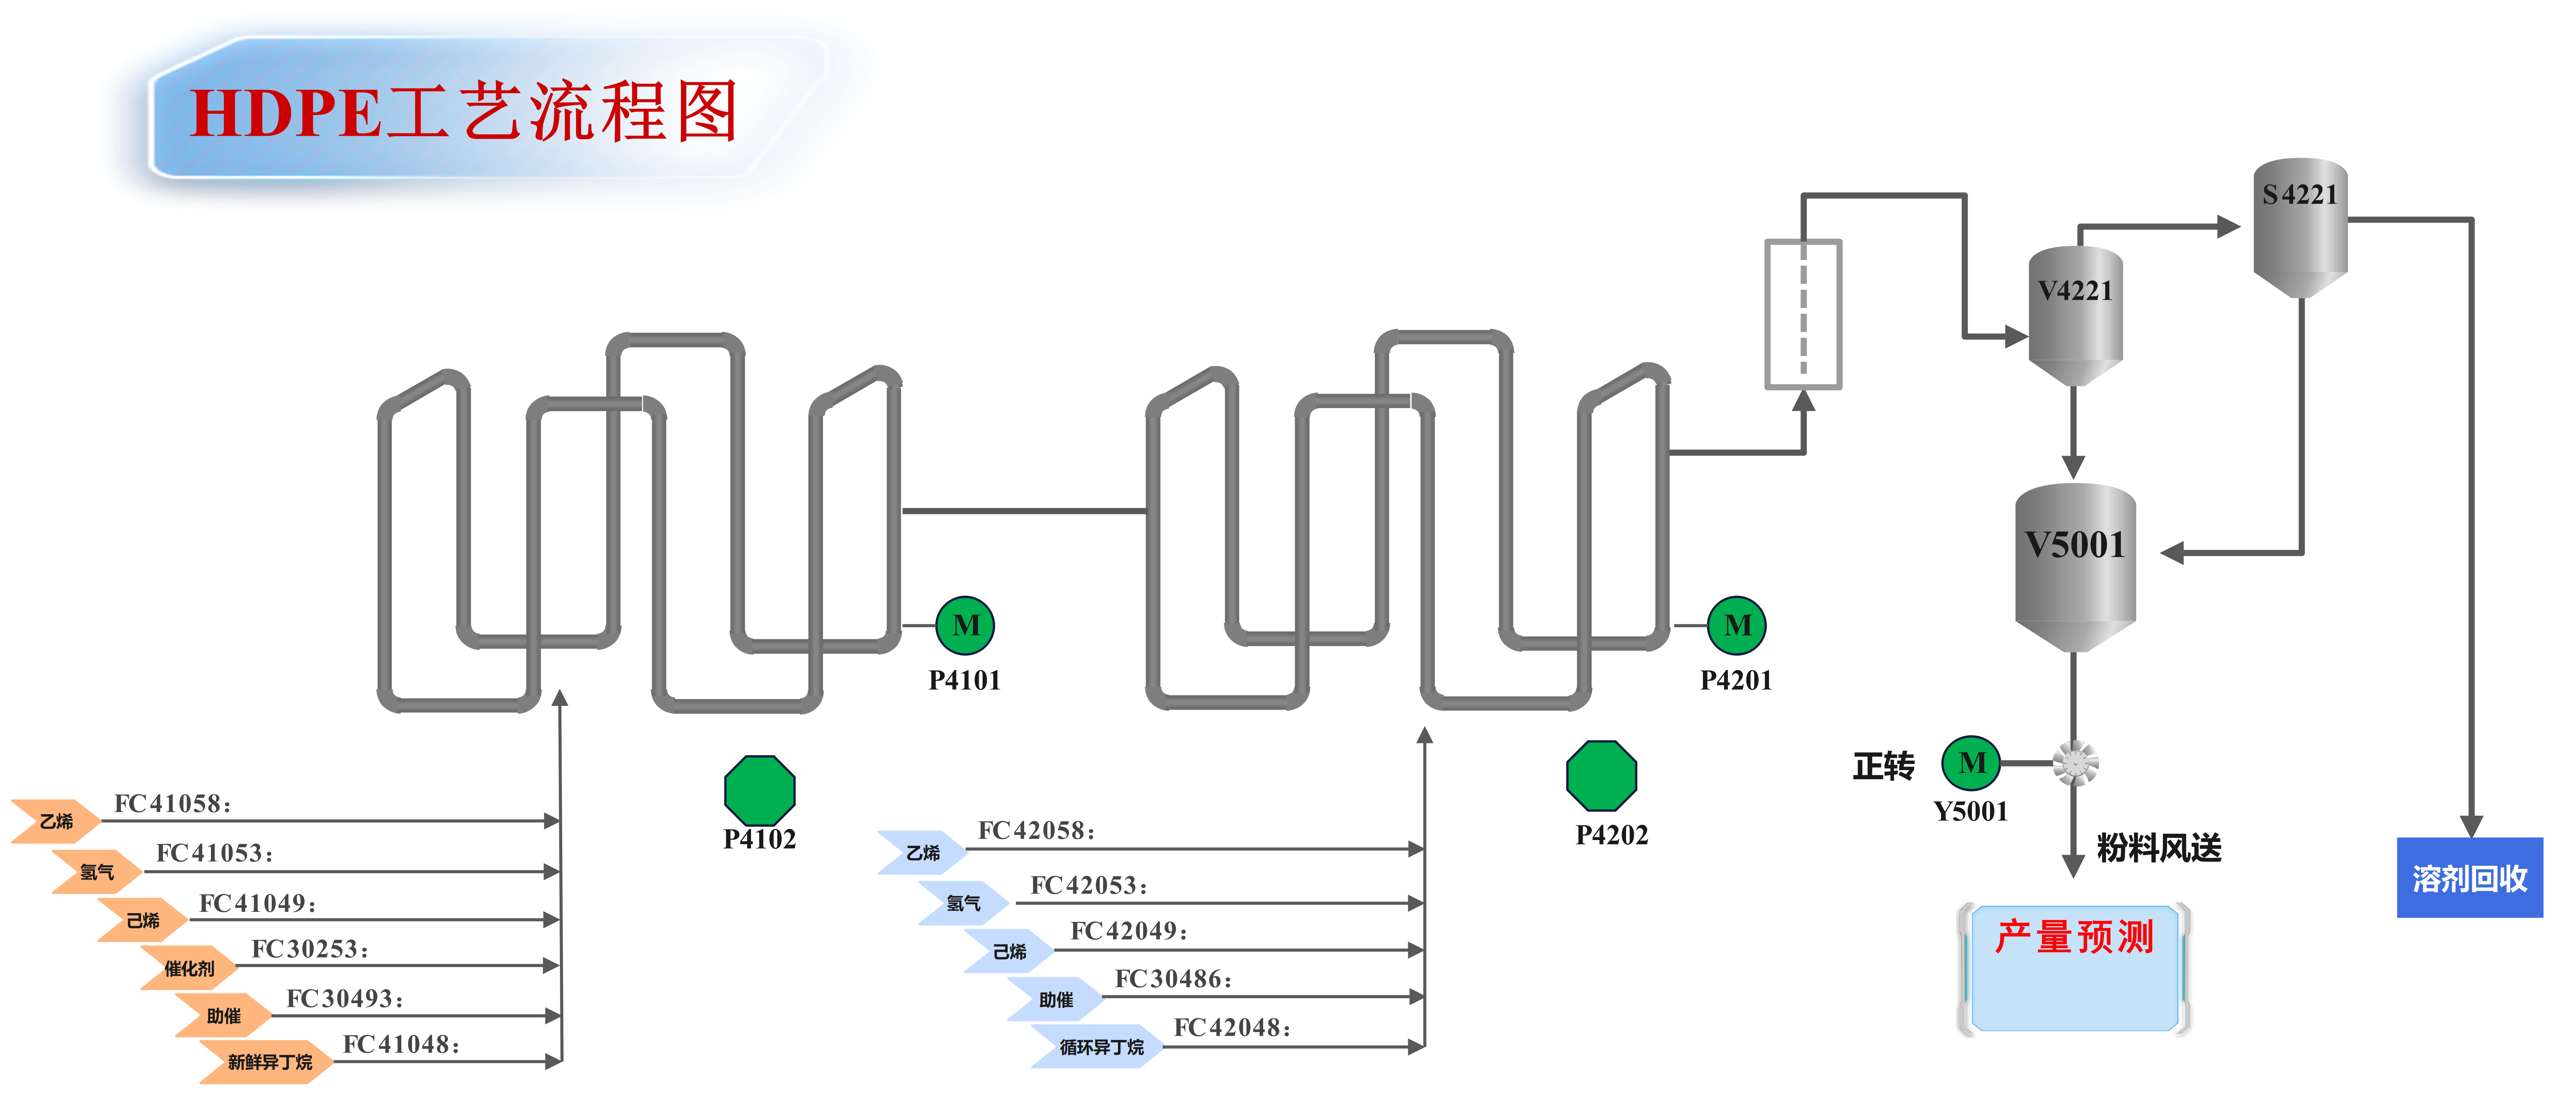 HDPE工艺流程图
S4221
V4221
V5001
M
P4101
M
P4201
正转
M
Y5001
粉料风送
P4102
P4202
乙烯
FC41058：
氢气
FC41053：
己烯
FC41049：
催化剂
FC30253：
助催
FC30493：
新鲜异丁烷
FC41048：
乙烯
FC42058：
氢气
FC42053：
己烯
FC42049：
助催
FC30486：
循环异丁烷
FC42048：
溶剂回收
产量预测